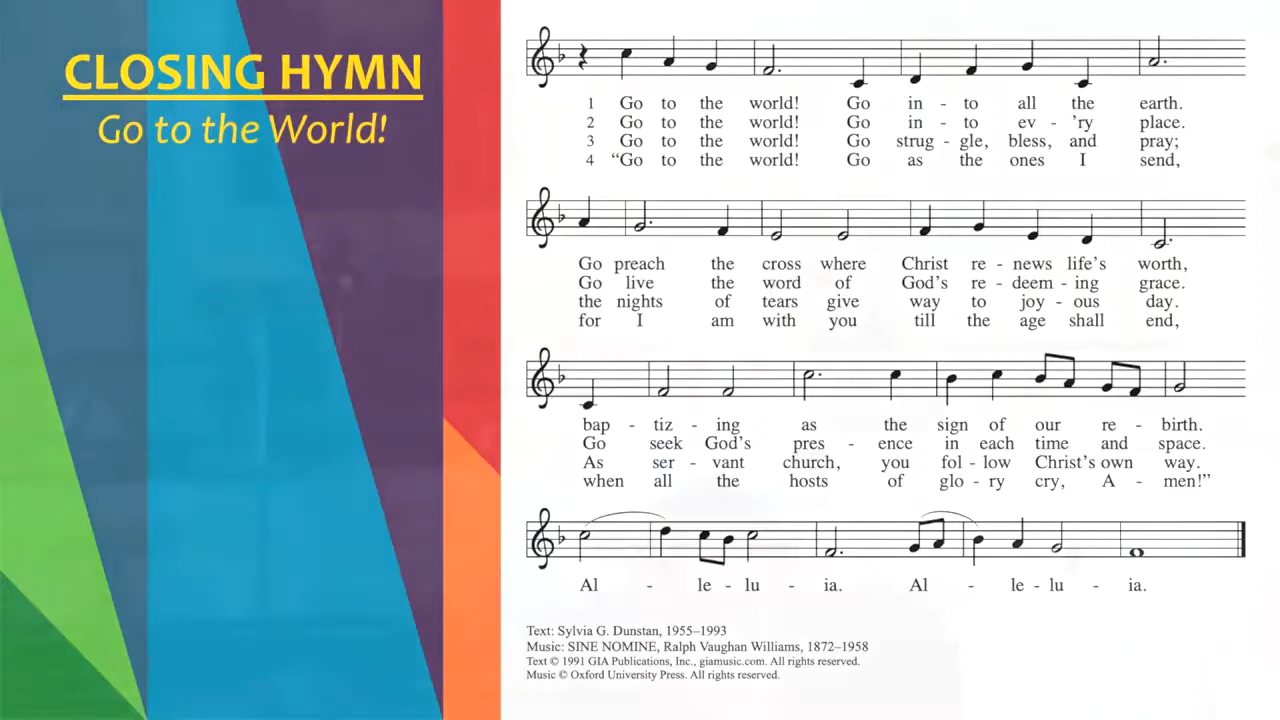 CLOSING HYMN
Go to the World!
1 Go to the world! Go in - to all the earth.
2 Go to the world! Go in - to ev - 'ry place.
3 Go to the world! Go strug - gle, bless, and pray;
4 “Go to the world! Go as the ones I send,
Go preach the cross where Christ re - news life's worth,
Go live the word of God's re - deem - ing grace.
the nights of tears give way to joy - ous day.
for I am with you till the age shall end,
bap - tiz - ing as the sign of our re - birth.
Go seek God's pres - ence in each time and space.
As ser - vant church, you fol - low Christ's own way.
when all the hosts of glo - ry cry, A - men!”
Al - le - lu - ia. Al - le - lu - ia.
Text: Sylvia G. Dunstan, 1955–1993
Music: SINE NOMINE, Ralph Vaughan Williams, 1872–1958
Text © 1991 GIA Publications, Inc., giamusic.com. All rights reserved.
Music © Oxford University Press. All rights reserved.